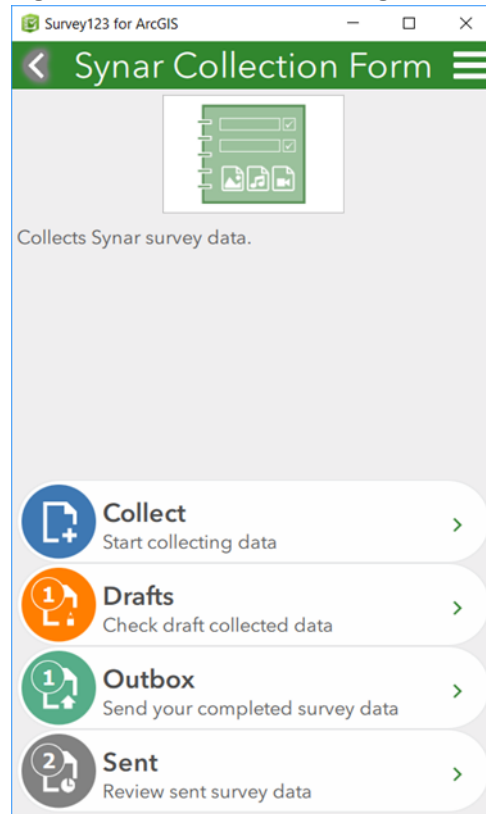 Survey123 for ArcGIS
Synar Collection Form
Collects Synar survey data.
Collect
Start collecting data
1
Drafts
Check draft collected data
1
Outbox
Send your completed survey data
2
Sent
Review sent survey data